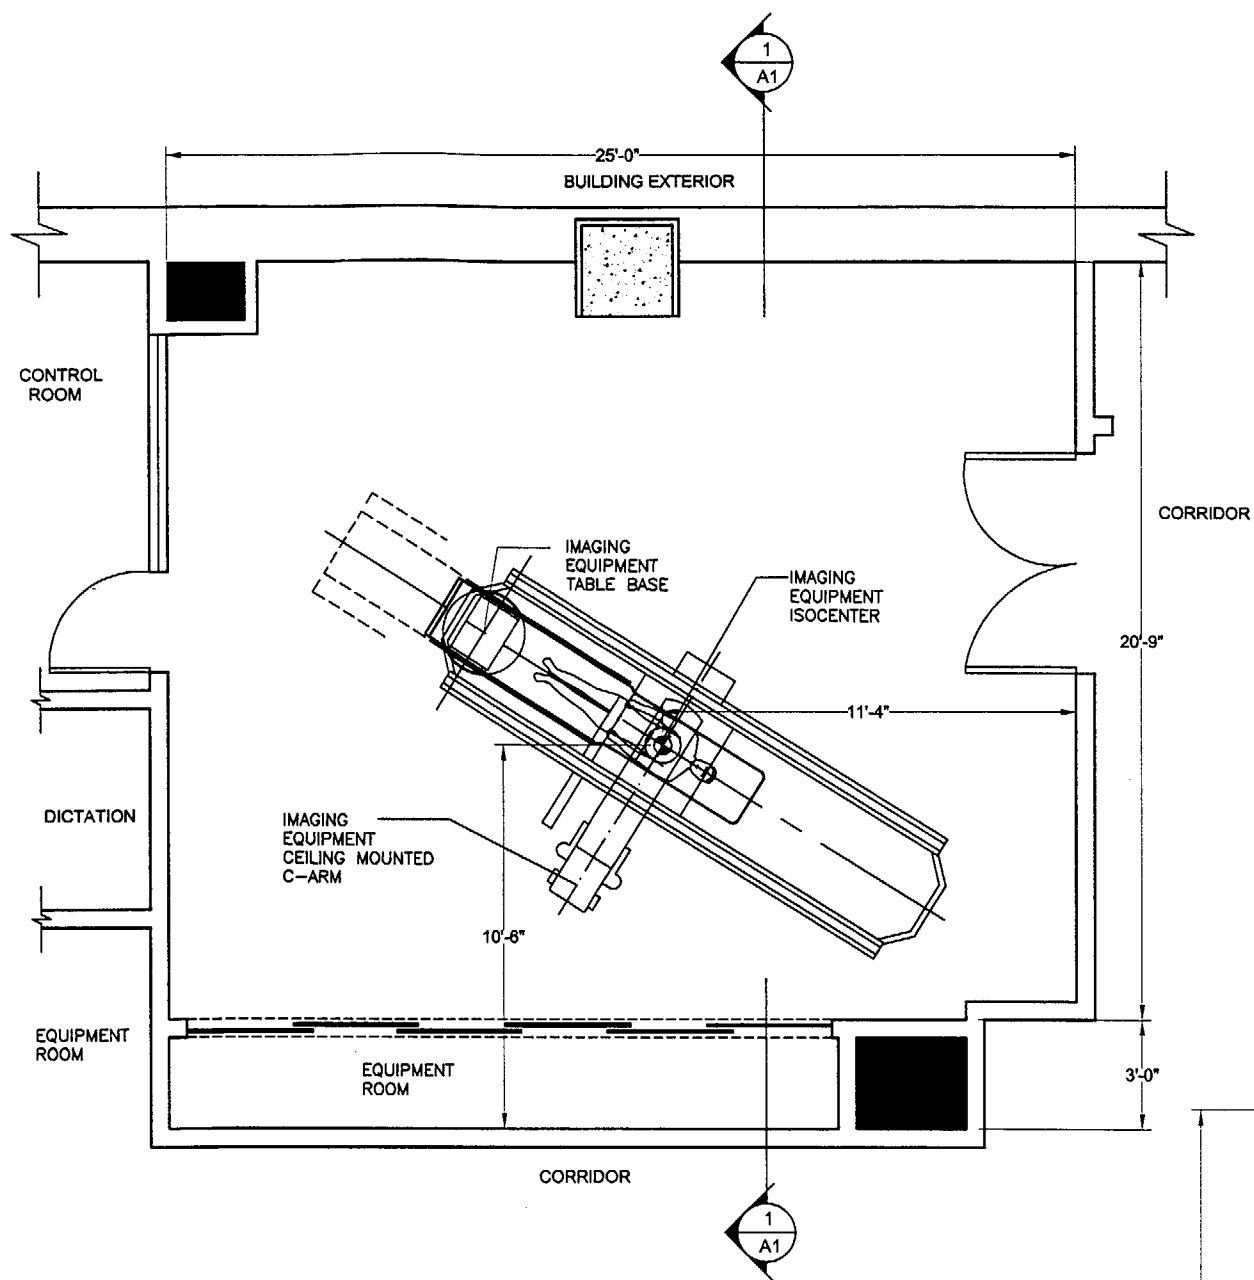 1
A1
25'-0"
BUILDING EXTERIOR
CONTROL
ROOM
CORRIDOR
IMAGING
EQUIPMENT
TABLE BASE
IMAGING
EQUIPMENT
ISOCENTER
20'-9"
11'-4"
DICTATION
IMAGING
EQUIPMENT
CEILING MOUNTED
C-ARM
10'-6"
EQUIPMENT
ROOM
EQUIPMENT
ROOM
3'-0"
CORRIDOR
1
A1